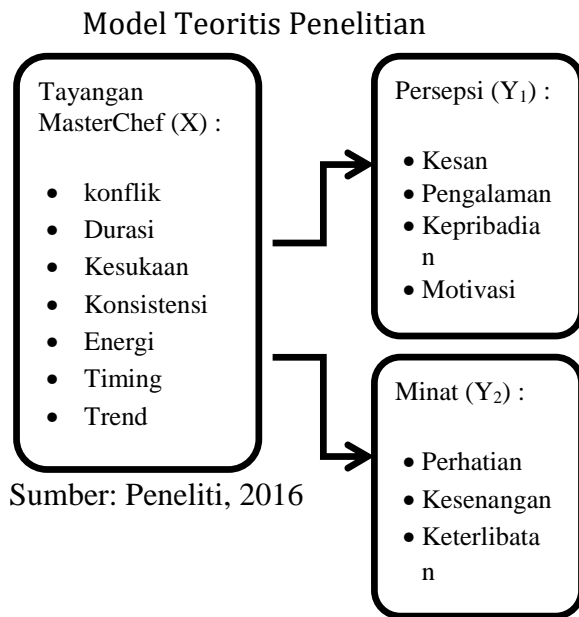 Model Teoritis Penelitian
Tayangan
MasterChef (X) :
• konflik
• Durasi
• Kesukaan
• Konsistensi
• Energi
• Timing
• Trend
Persepsi (Y₁) :
• Kesan
• Pengalaman
• Kepribadia
n
• Motivasi
Minat (Y₂) :
• Perhatian
• Kesenangan
• Keterlibata
n
Sumber: Peneliti, 2016